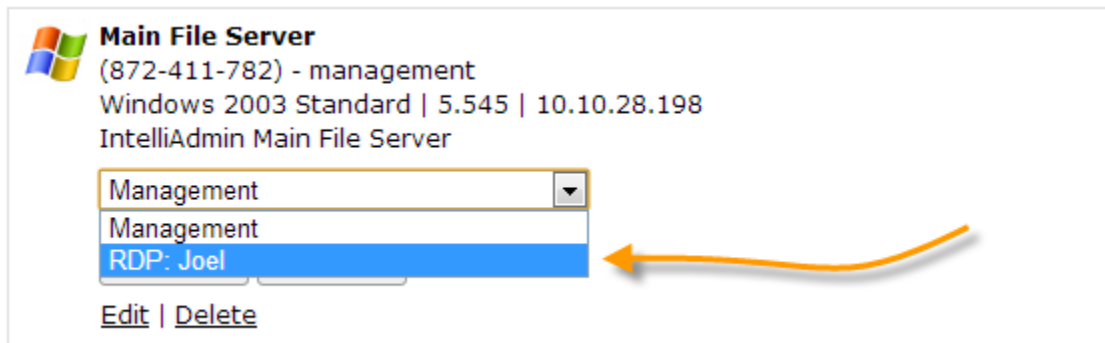 Main File Server
(872-411-782) - management
Windows 2003 Standard | 5.545 | 10.10.28.198
IntelliAdmin Main File Server
Management
Management
RDP: Joel
Edit | Delete